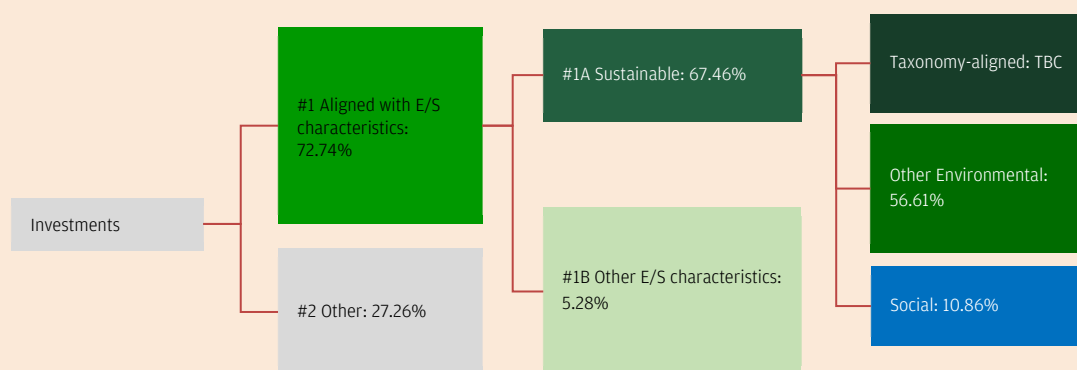 Investments
#1 Aligned with E/S
characteristics:
72.74%
#2 Other: 27.26%
#1A Sustainable: 67.46%
#1B Other E/S characteristics:
5.28%
Taxonomy-aligned: TBC
Other Environmental:
56.61%
Social: 10.86%